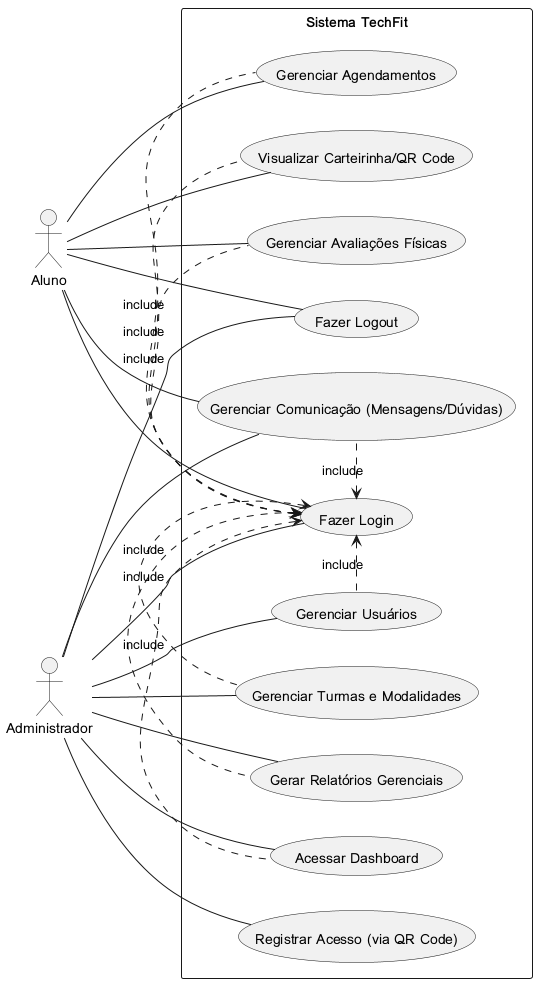 Sistema TechFit
Gerenciar Agendamentos
Visualizar Carteirinha/QR Code
Gerenciar Avaliações Físicas
Aluno
include
Fazer Logout
include
include
Gerenciar Comunicação (Mensagens/Dúvidas)
include
Fazer Login
include
include
include
Gerenciar Usuários
include
Gerenciar Turmas e Modalidades
Administrador
Gerar Relatórios Gerenciais
Acessar Dashboard
Registrar Acesso (via QR Code)